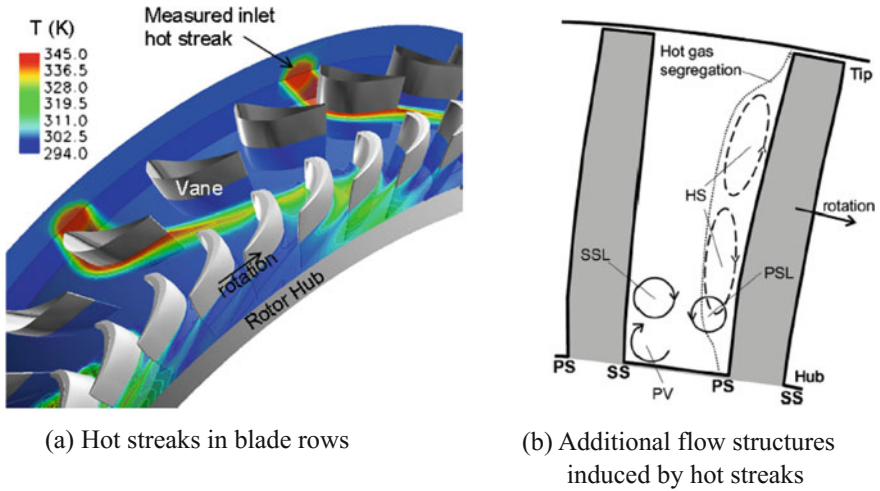 Measured inlet
hot streak
T (K)
345.0
336.5
328.0
319.5
311.0
302.5
294.0
Vane
rotation
Rotor Hub
(a) Hot streaks in blade rows
Hot gas
segregation
Tip
HS
rotation
SSL
PSL
PS
SS
PV
PS
Hub
SS
(b) Additional flow structures
induced by hot streaks